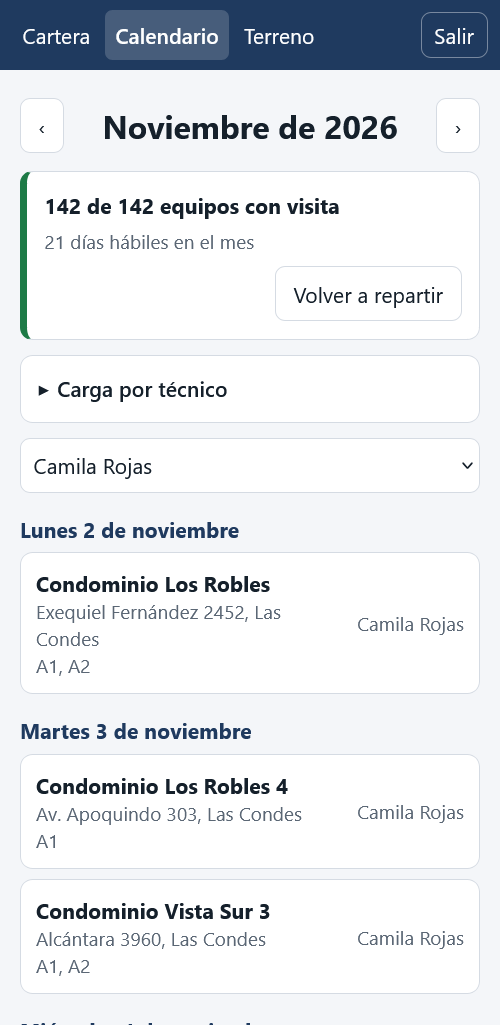 Cartera Calendario Terreno Salir
‹ Noviembre de 2026 ›
142 de 142 equipos con visita
21 días hábiles en el mes
Volver a repartir
▸ Carga por técnico
Camila Rojas
Lunes 2 de noviembre
Condominio Los Robles
Exequiel Fernández 2452, Las
Condes
A1, A2
Camila Rojas
Martes 3 de noviembre
Condominio Los Robles 4
Av. Apoquindo 303, Las Condes
A1
Camila Rojas
Condominio Vista Sur 3
Alcántara 3960, Las Condes
A1, A2
Camila Rojas